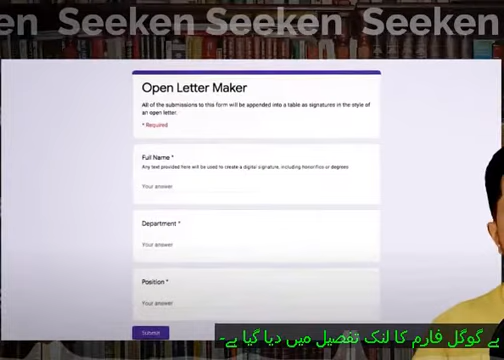 en Seeken Seeken Seeken
Open Letter Maker
All of the submissions to this form will be appended into a table as signatures in the style of
an open letter.
* Required
Full Name *
Any text provided here will be used to create a digital signature, including honorifics or degrees
Your answer
Department *
Your answer
Position *
Your answer
Submit
ہے گوگل فارم کا لنک تفصیل میں دیا گیا ہے۔